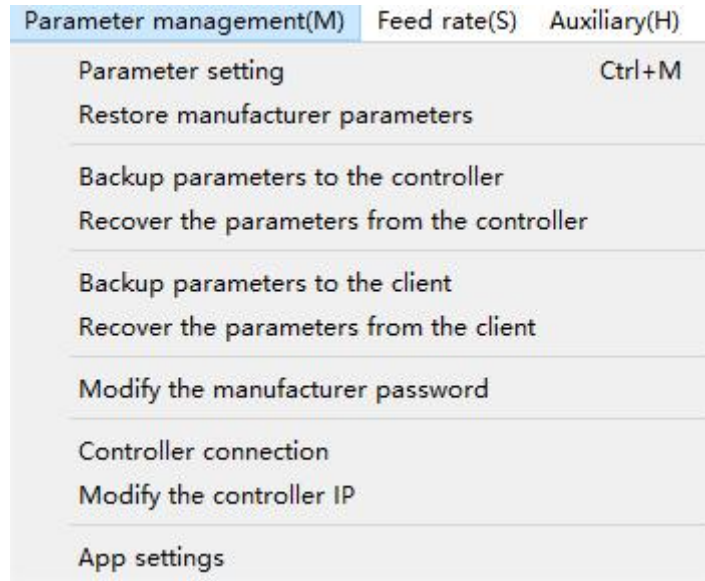 Parameter management(M) Feed rate(S) Auxiliary(H)
Parameter setting Ctrl+M
Restore manufacturer parameters
Backup parameters to the controller
Recover the parameters from the controller
Backup parameters to the client
Recover the parameters from the client
Modify the manufacturer password
Controller connection
Modify the controller IP
App settings